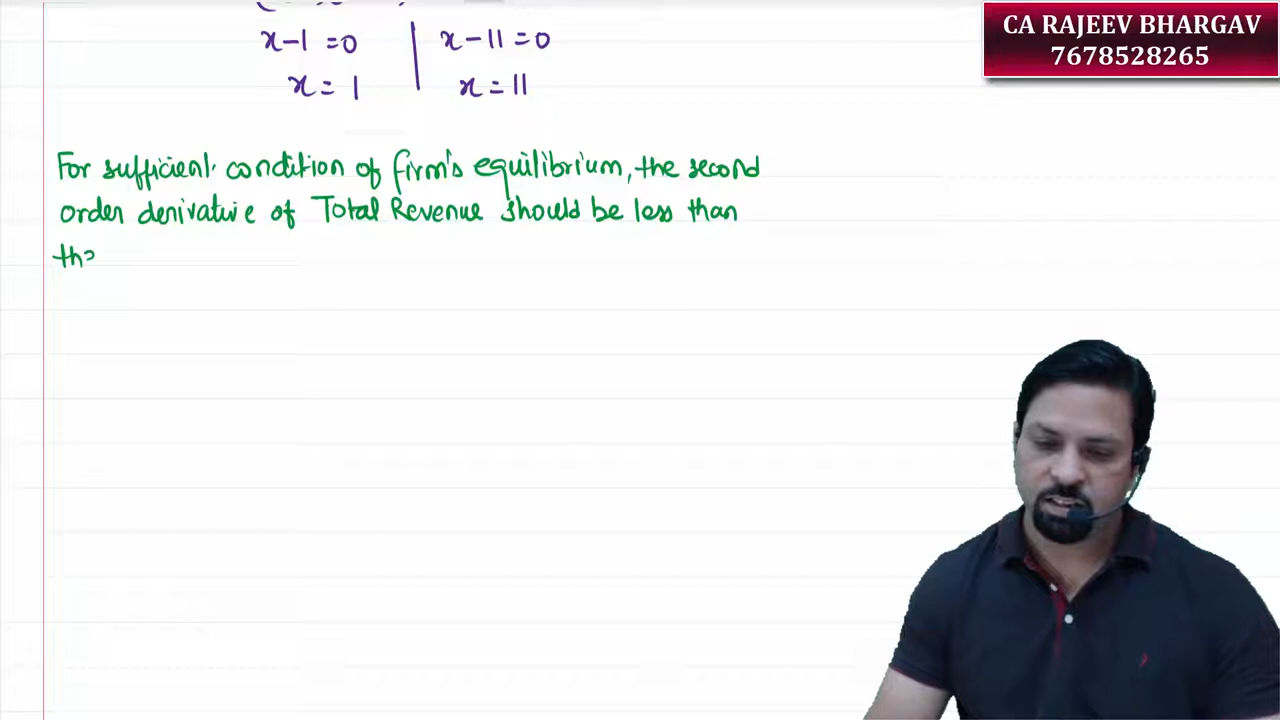 CA RAJEEV BHARGAV
7678528265
x-1 =0 | x-11 =0
x = 1 | x = 11
For sufficient condition of firm's equilibrium, the second
order derivative of Total Revenue should be less than